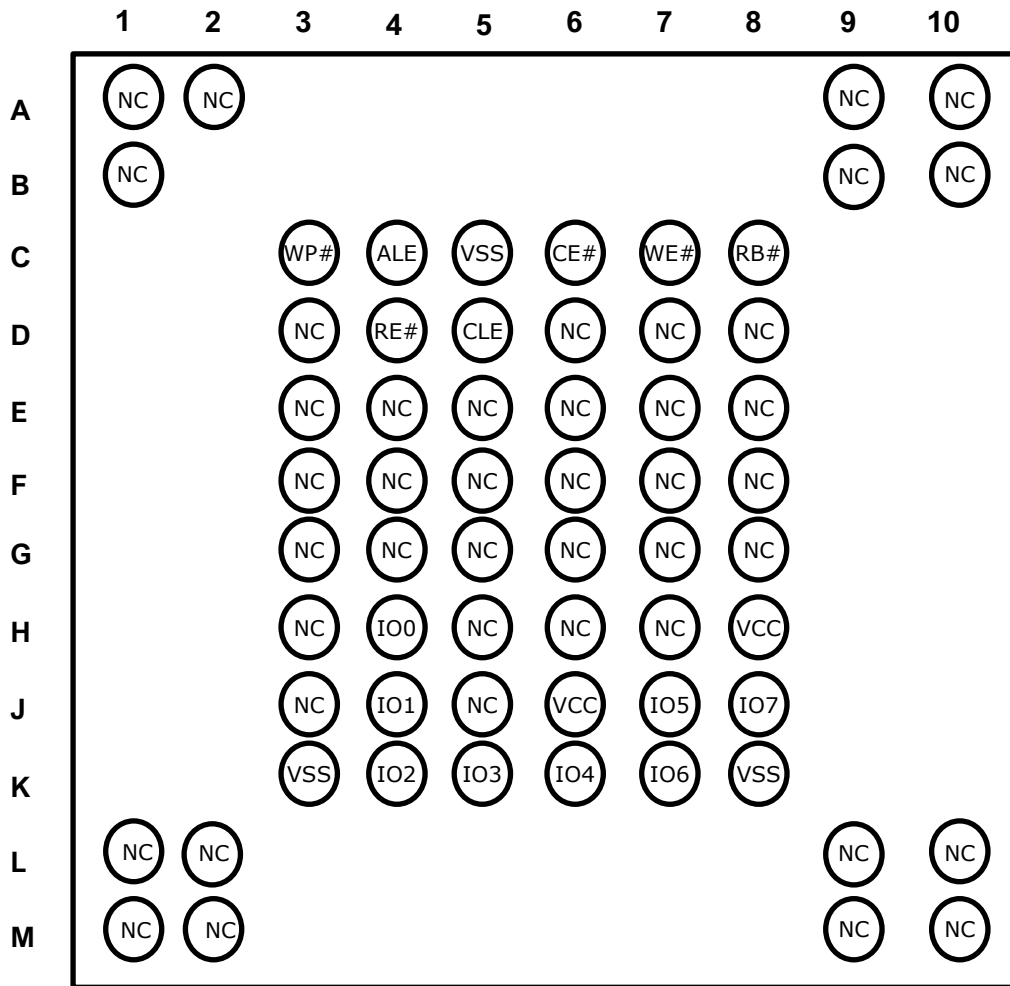 1 2 3 4 5 6 7 8 9 10
A NC NC NC NC
B NC NC NC
C WP# ALE VSS CE# WE# RB#
D NC RE# CLE NC NC NC
E NC NC NC NC NC NC
F NC NC NC NC NC NC
G NC NC NC NC NC NC
H NC IO0 NC NC NC VCC
J NC IO1 NC VCC IO5 IO7
K VSS IO2 IO3 IO4 IO6 VSS
L NC NC NC NC
M NC NC NC NC